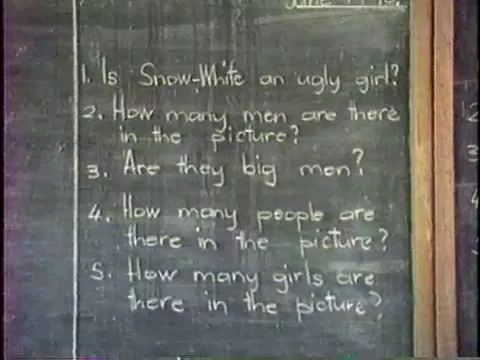 1. Is Snow-White an ugly girl?
2. How many men are there
in the picture?
3. Are they big men?
4. How many people are
there in the picture?
5. How many girls are
there in the picture?